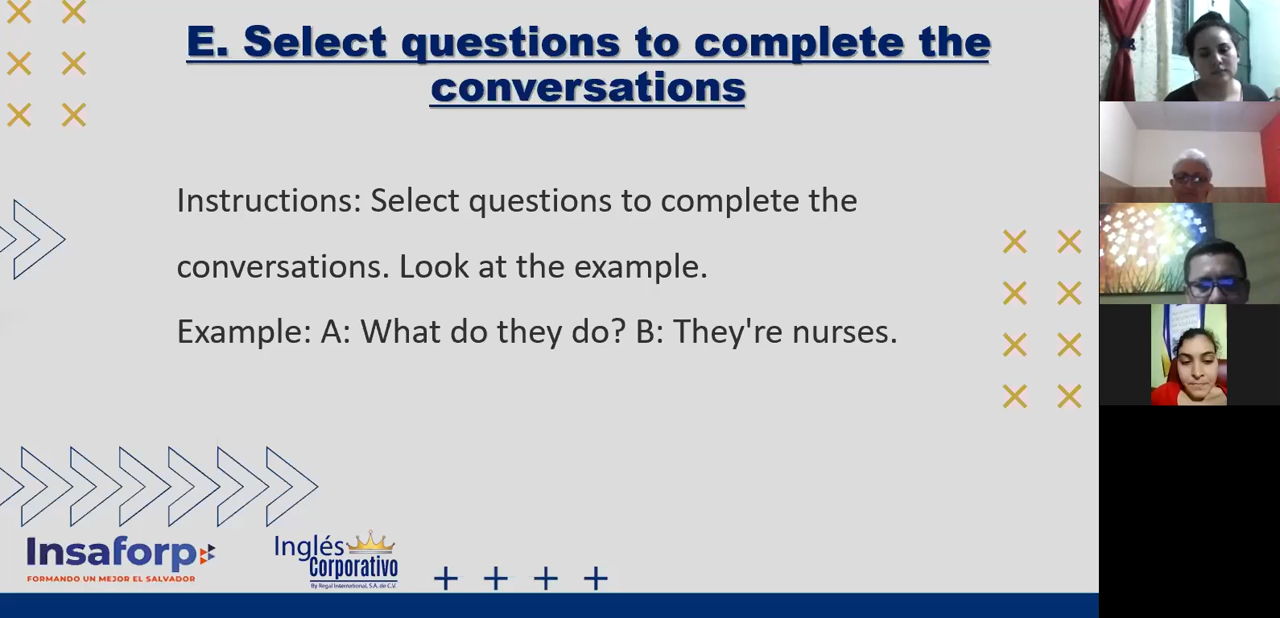 E. Select questions to complete the
conversations
Instructions: Select questions to complete the
conversations. Look at the example.
Example: A: What do they do? B: They're nurses.
Insaforp
FORMANDO UN MEJOR EL SALVADOR
Inglés
Corporativo
By Regal International, S.A. de C.V.